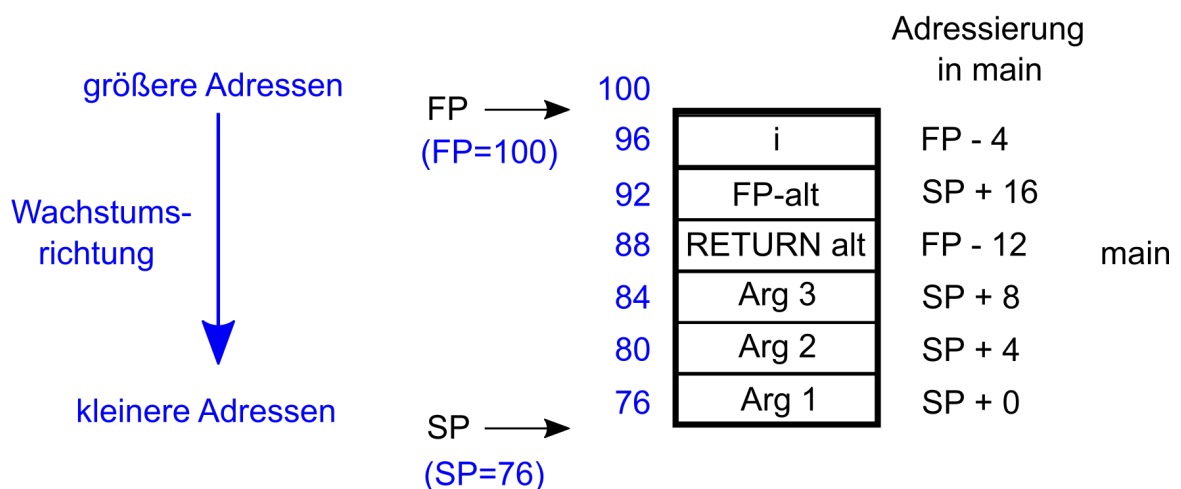 Adressierung
in main
größere Adressen
FP
(FP=100)
100
96 i FP - 4
92 FP-alt SP + 16
Wachstums-
richtung
88 RETURN alt FP - 12 main
84 Arg 3 SP + 8
80 Arg 2 SP + 4
76 Arg 1 SP + 0
kleinere Adressen
SP
(SP=76)